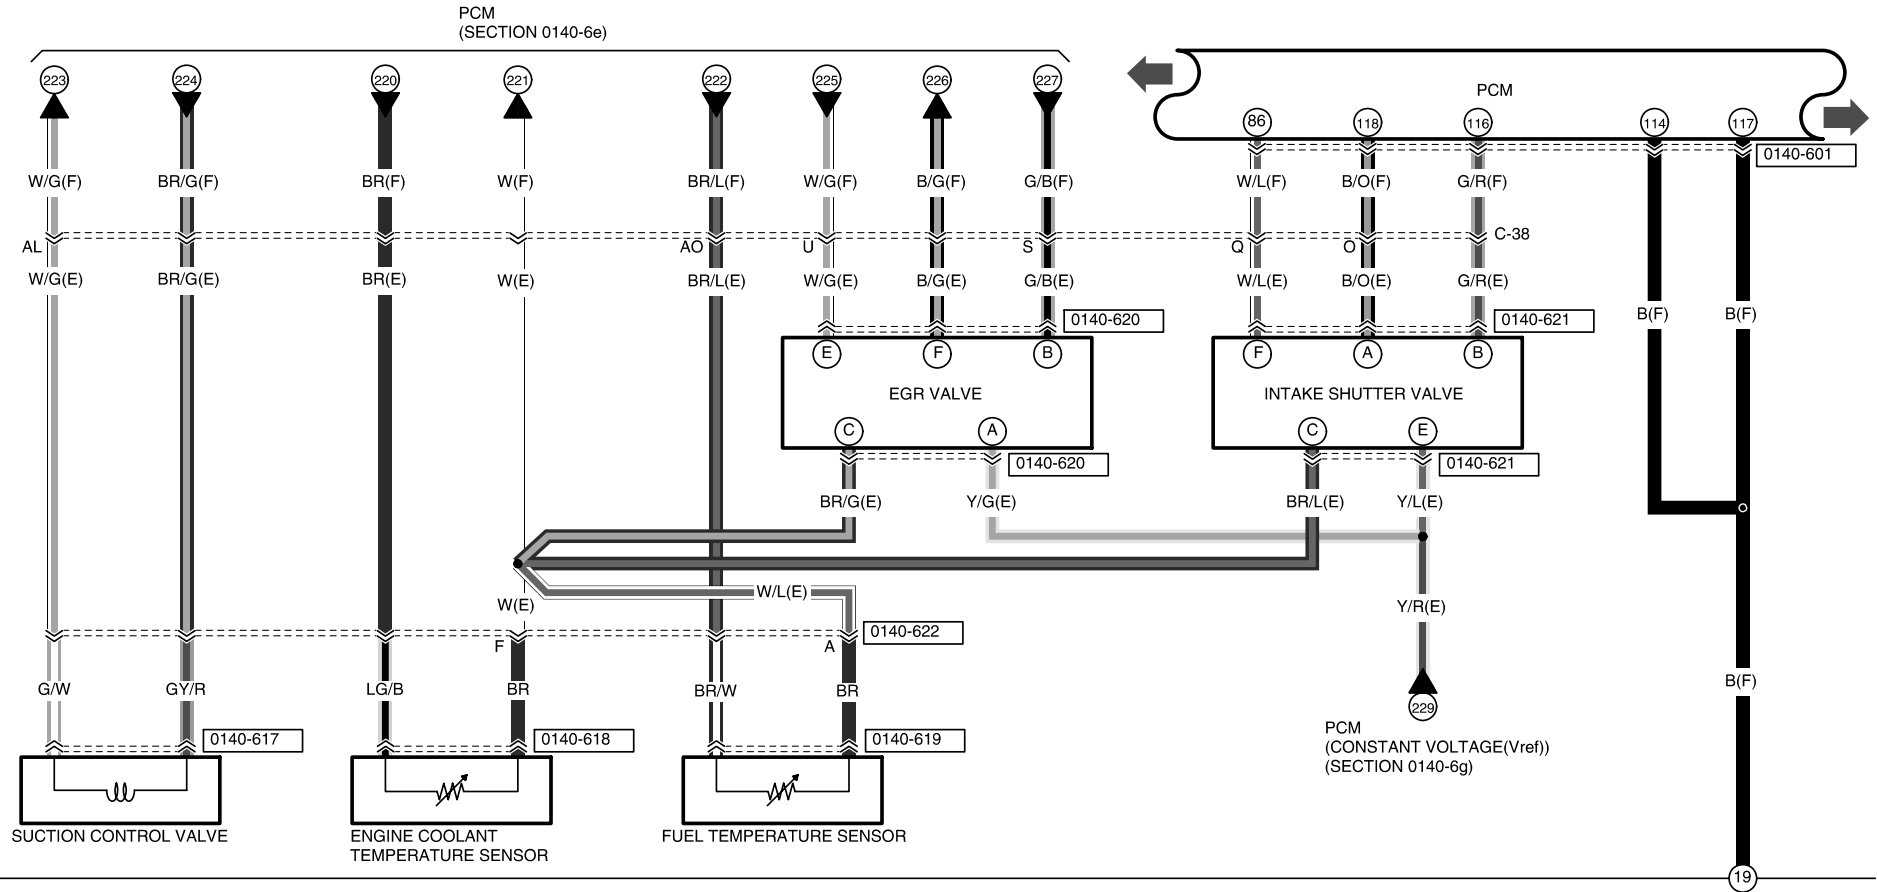 PCM
(SECTION 0140-6e)
223 224 220 221 222 225 226 227
PCM
86 118 116 114 117
0140-601
W/G(F) BR/G(F) BR(F) W(F) BR/L(F) W/G(F) B/G(F) G/B(F) W/L(F) B/O(F) G/R(F)
C-38
AL AO U S Q O
W/G(E) BR/G(E) BR(E) W(E) BR/L(E) W/G(E) B/G(E) G/B(E) W/L(E) B/O(E) G/R(E)
B(F) B(F)
0140-620 0140-621
E F B F A B
EGR VALVE INTAKE SHUTTER VALVE
C A C E
0140-620 0140-621
BR/G(E) Y/G(E) BR/L(E) Y/L(E)
W/L(E)
W(E) Y/R(E)
0140-622
F A
G/W GY/R LG/B BR BR/W BR
B(F)
229
PCM
(CONSTANT VOLTAGE(Vref))
(SECTION 0140-6g)
0140-617 0140-618 0140-619
SUCTION CONTROL VALVE
ENGINE COOLANT
TEMPERATURE SENSOR
FUEL TEMPERATURE SENSOR
19